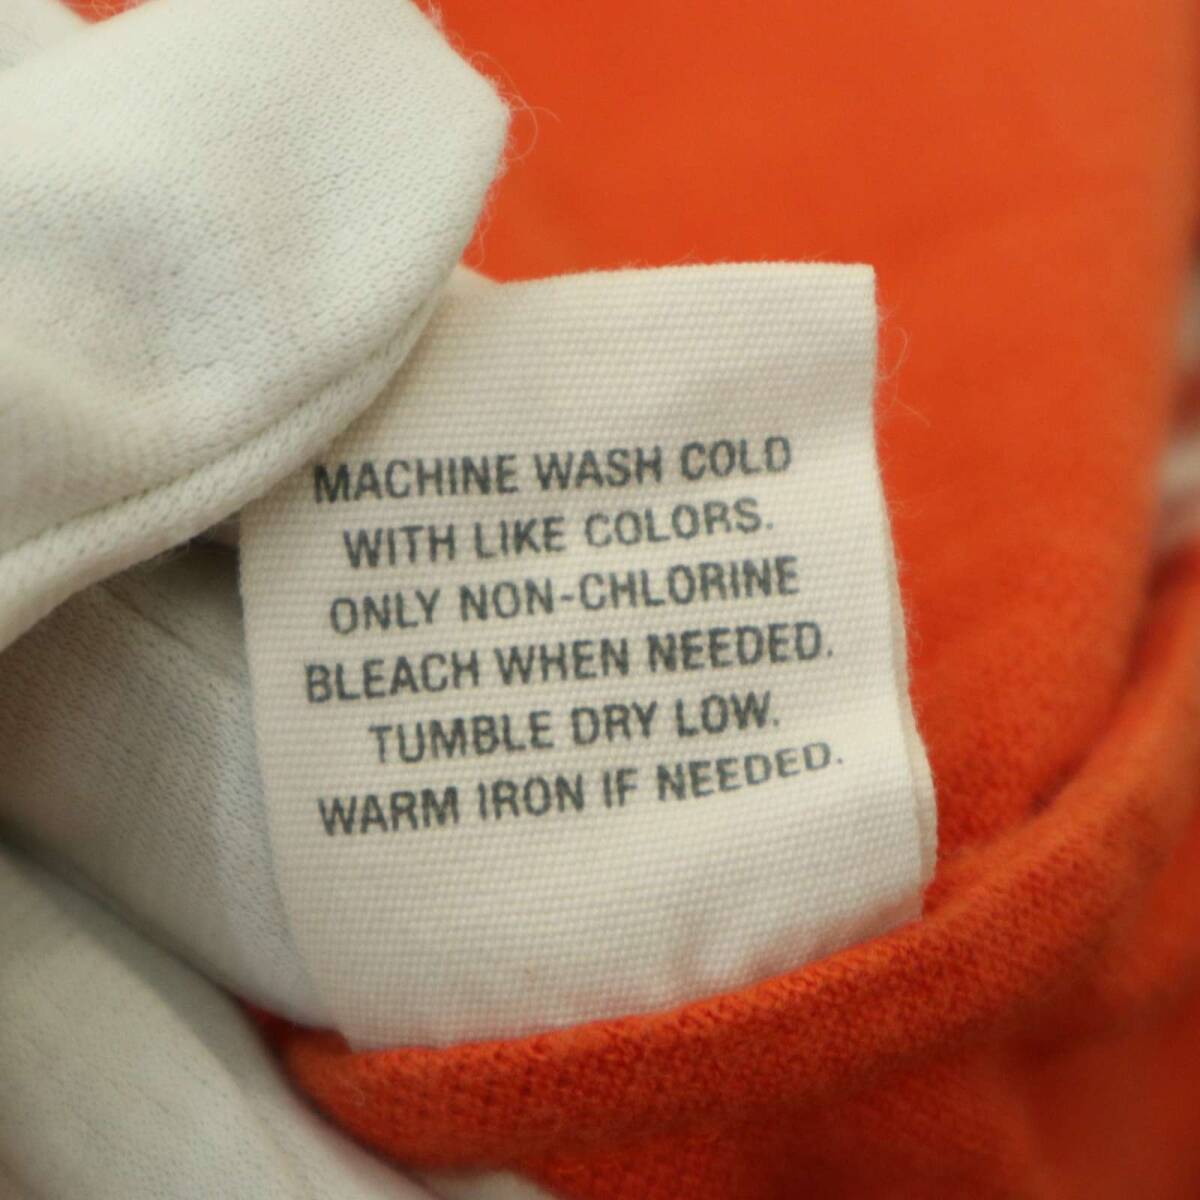 MACHINE WASH COLD
WITH LIKE COLORS.
ONLY NON-CHLORINE
BLEACH WHEN NEEDED.
TUMBLE DRY LOW.
WARM IRON IF NEEDED.